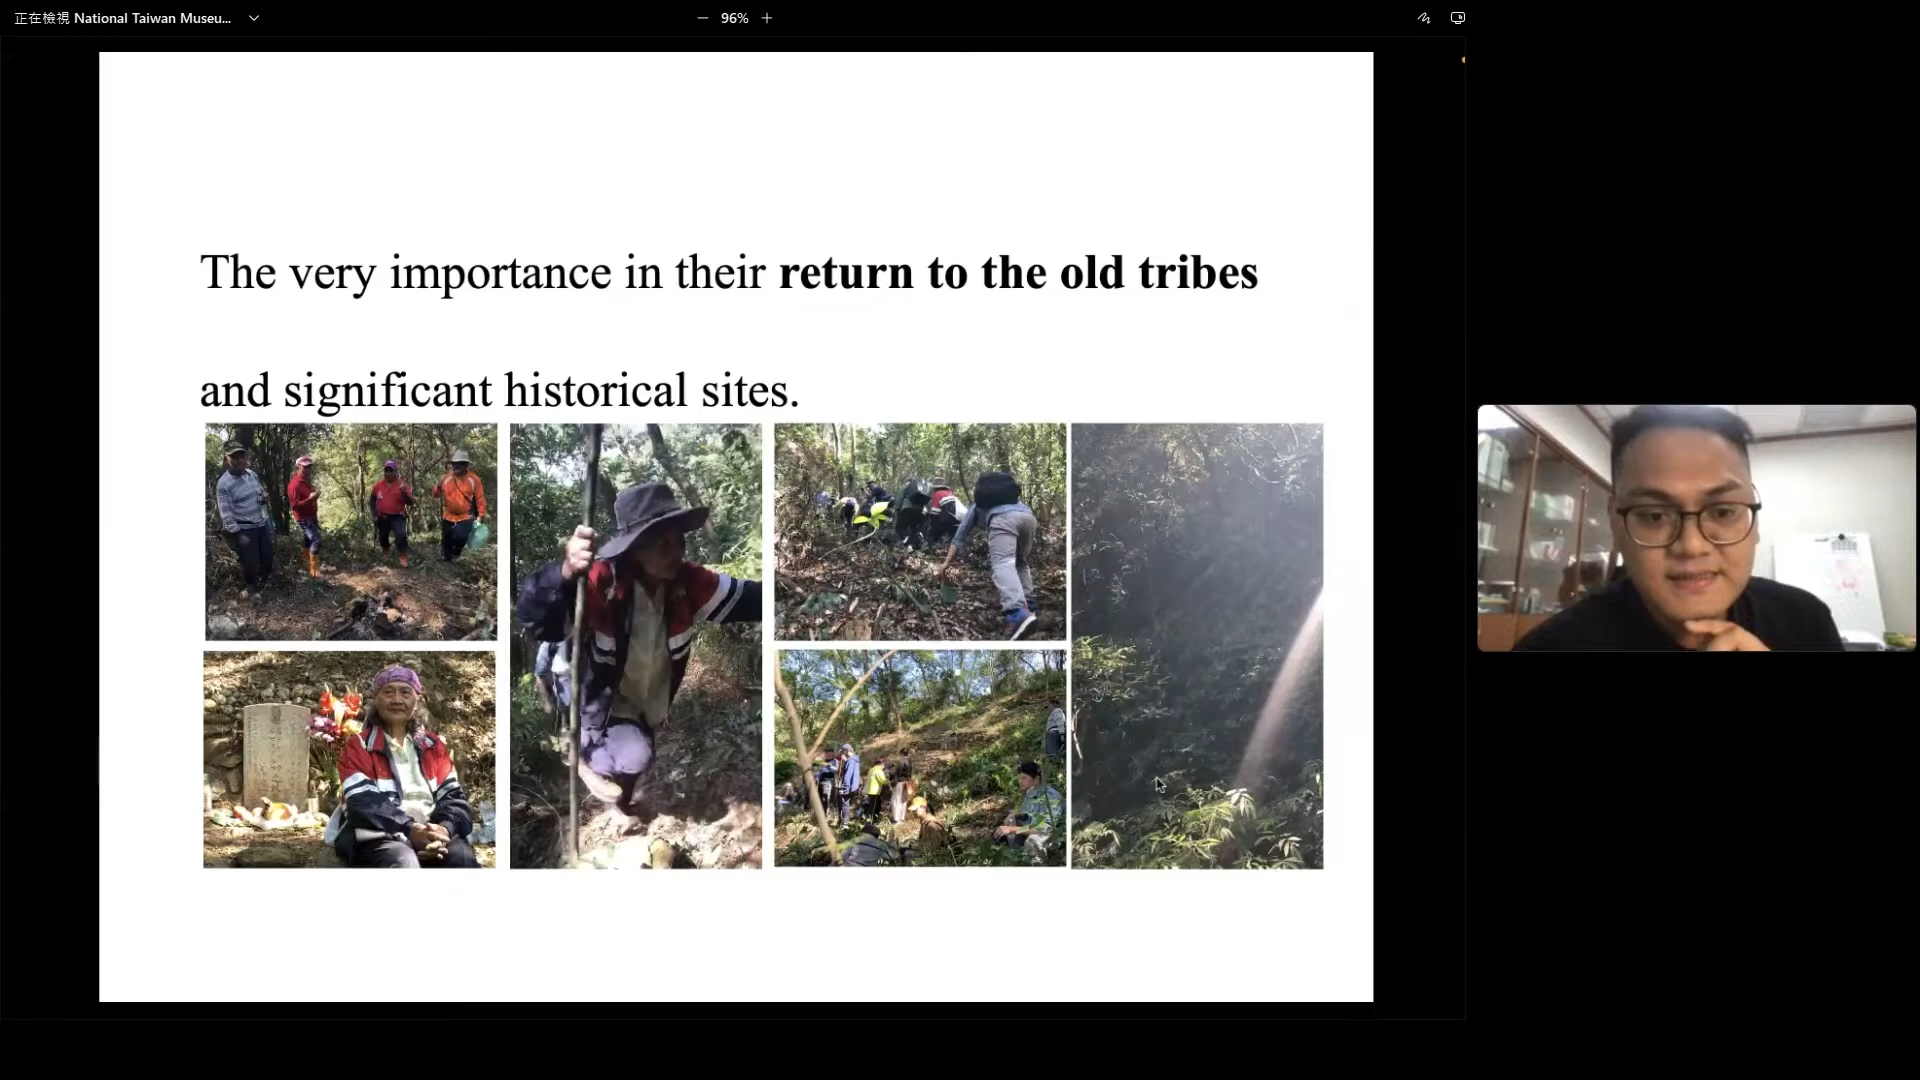 正在檢視 National Taiwan Museu...
96%
The very importance in their return to the old tribes
and significant historical sites.